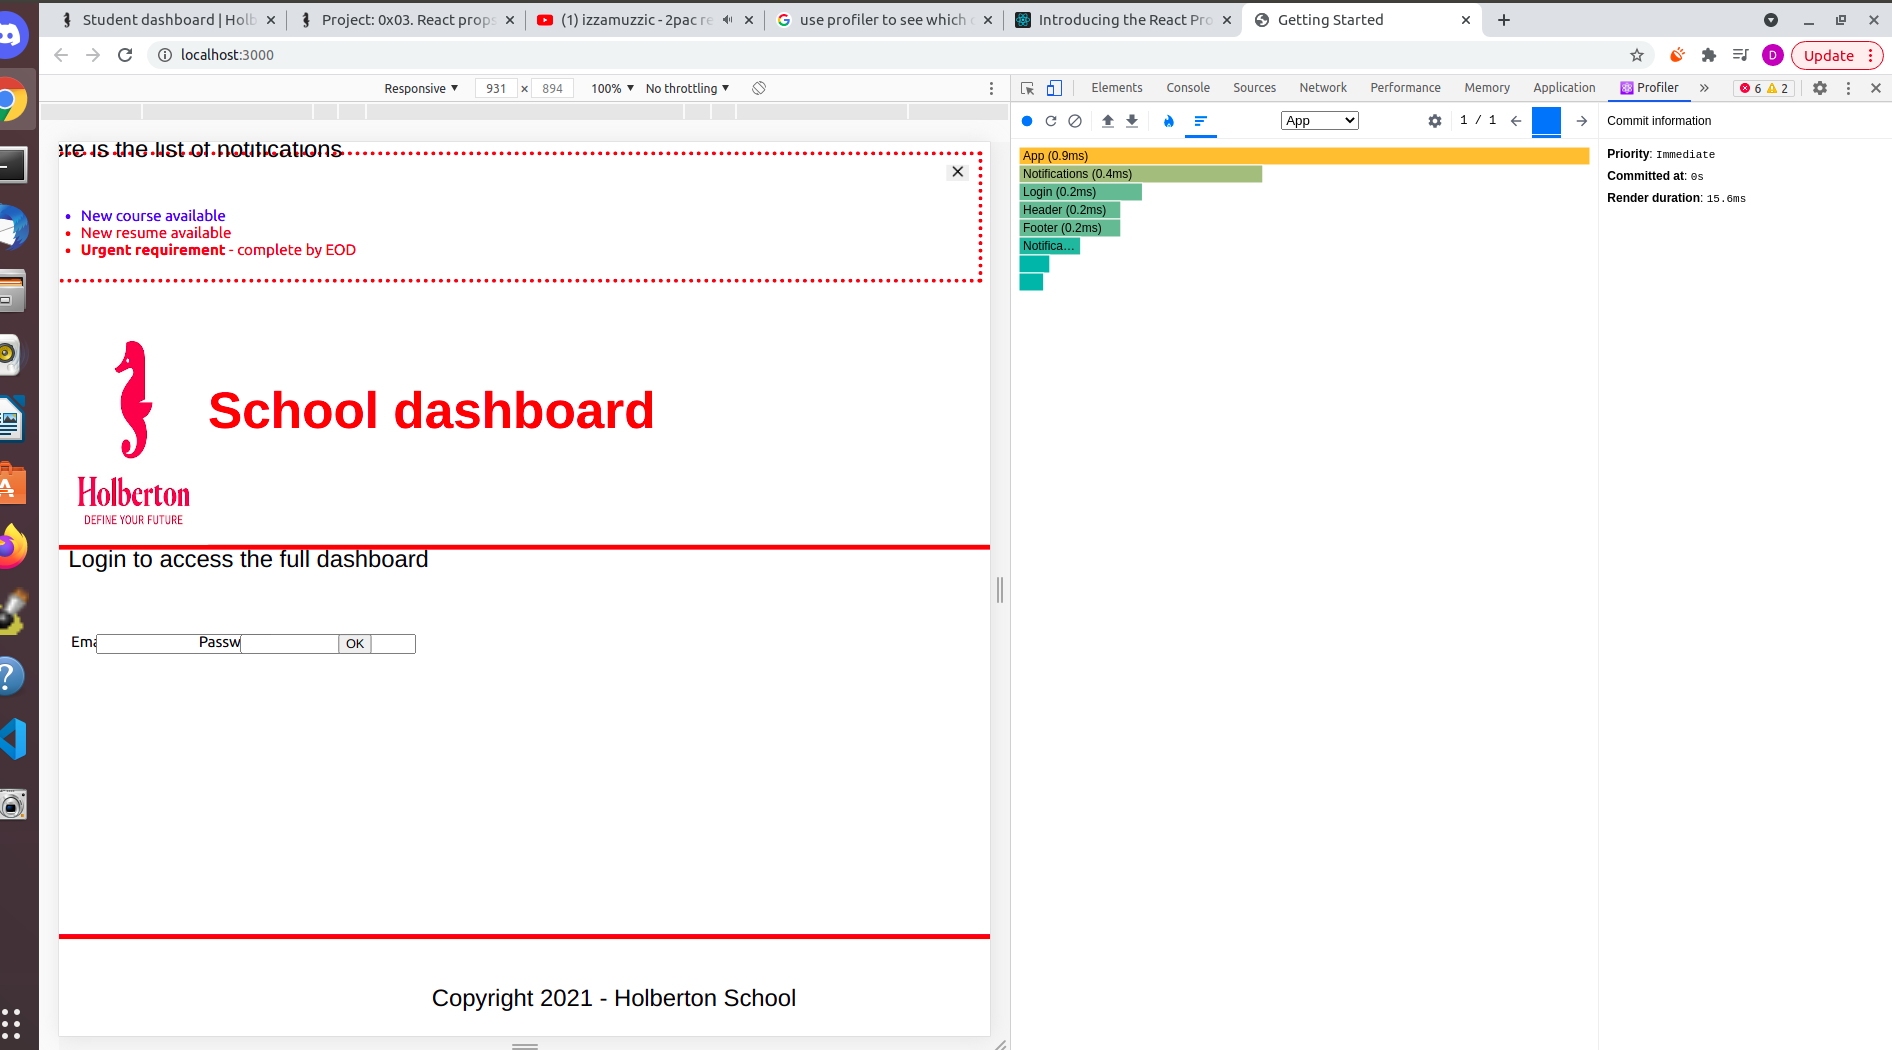 Student dashboard | Holb
Project: 0x03. React props
(1) izzamuzzic - 2pac re
use profiler to see which c
Introducing the React Pro
Getting Started
localhost:3000
D
Update
Responsive
931 × 894
100%
No throttling
Elements
Console
Sources
Network
Performance
Memory
Application
Profiler
6
2
App
1 / 1
Commit information
App (0.9ms)
Notifications (0.4ms)
Login (0.2ms)
Header (0.2ms)
Footer (0.2ms)
Notifica...
Priority: Immediate
Committed at: 0s
Render duration: 15.6ms
ere is the list of notifications
• New course available
• New resume available
• Urgent requirement - complete by EOD
School dashboard
Holberton
DEFINE YOUR FUTURE
Login to access the full dashboard
Ema
Passw
OK
Copyright 2021 - Holberton School